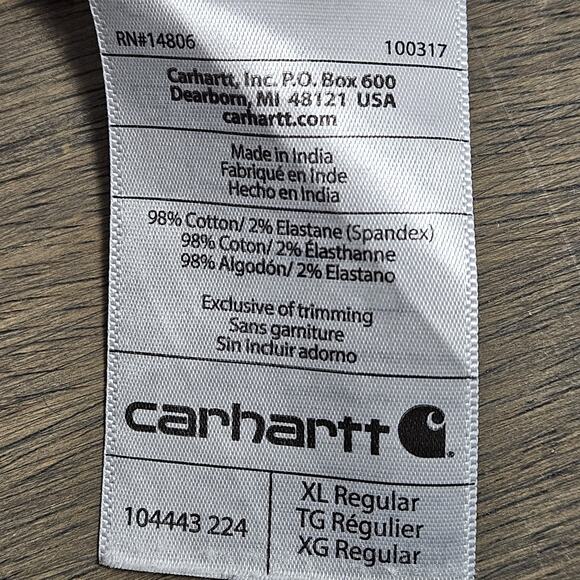 RN#14806 100317
Carhartt, Inc. P.O. Box 600
Dearborn, MI 48121 USA
carhartt.com
Made in India
Fabriqué en Inde
Hecho en India
98% Cotton/ 2% Elastane (Spandex)
98% Coton/ 2% Élasthanne
98% Algodón/ 2% Elastano
Exclusive of trimming
Sans garniture
Sin Incluir adorno
carhartt
104443 224
XL Regular
TG Régulier
XG Regular